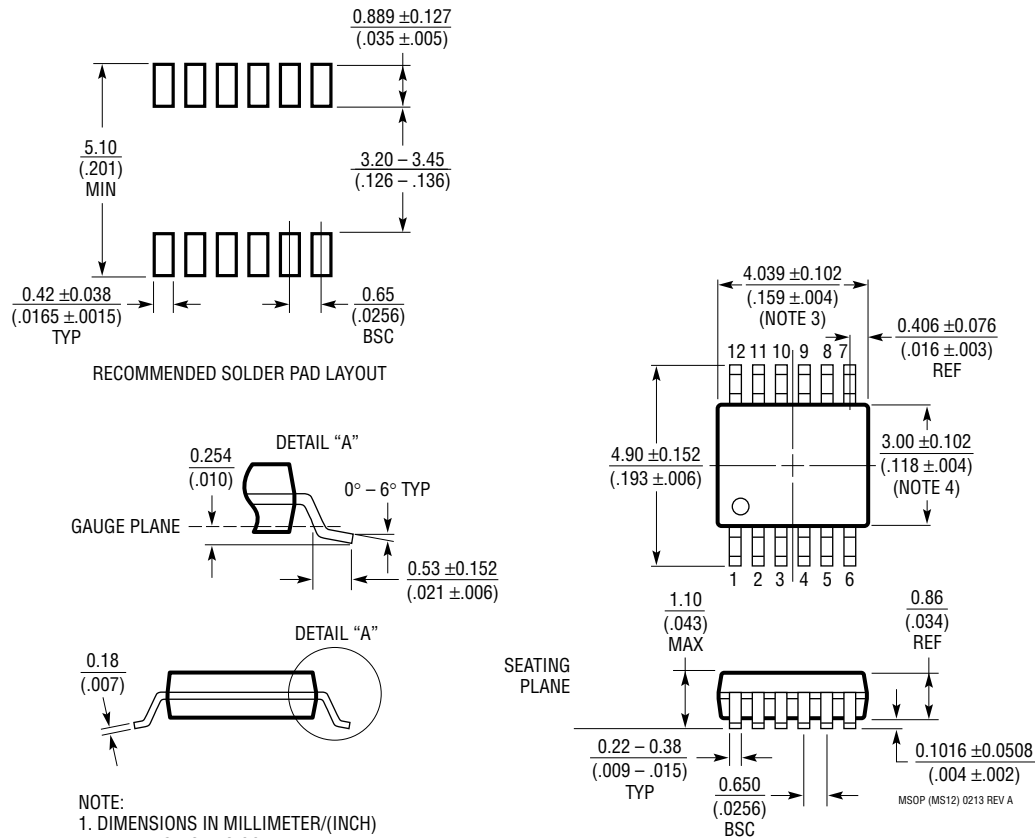 0.889 ±0.127
(.035 ±.005)
5.10
(.201)
MIN
3.20 – 3.45
(.126 – .136)
0.42 ±0.038
(.0165 ±.0015)
TYP
0.65
(.0256)
BSC
RECOMMENDED SOLDER PAD LAYOUT
4.039 ±0.102
(.159 ±.004)
(NOTE 3)
0.406 ±0.076
(.016 ±.003)
REF
12 11 10 9 8 7
4.90 ±0.152
(.193 ±.006)
3.00 ±0.102
(.118 ±.004)
(NOTE 4)
1 2 3 4 5 6
DETAIL “A”
0.254
(.010)
0° – 6° TYP
GAUGE PLANE
0.53 ±0.152
(.021 ±.006)
DETAIL “A”
0.18
(.007)
1.10
(.043)
MAX
0.86
(.034)
REF
SEATING
PLANE
0.22 – 0.38
(.009 – .015)
TYP
0.650
(.0256)
BSC
0.1016 ±0.0508
(.004 ±.002)
MSOP (MS12) 0213 REV A
NOTE:
1. DIMENSIONS IN MILLIMETER/(INCH)